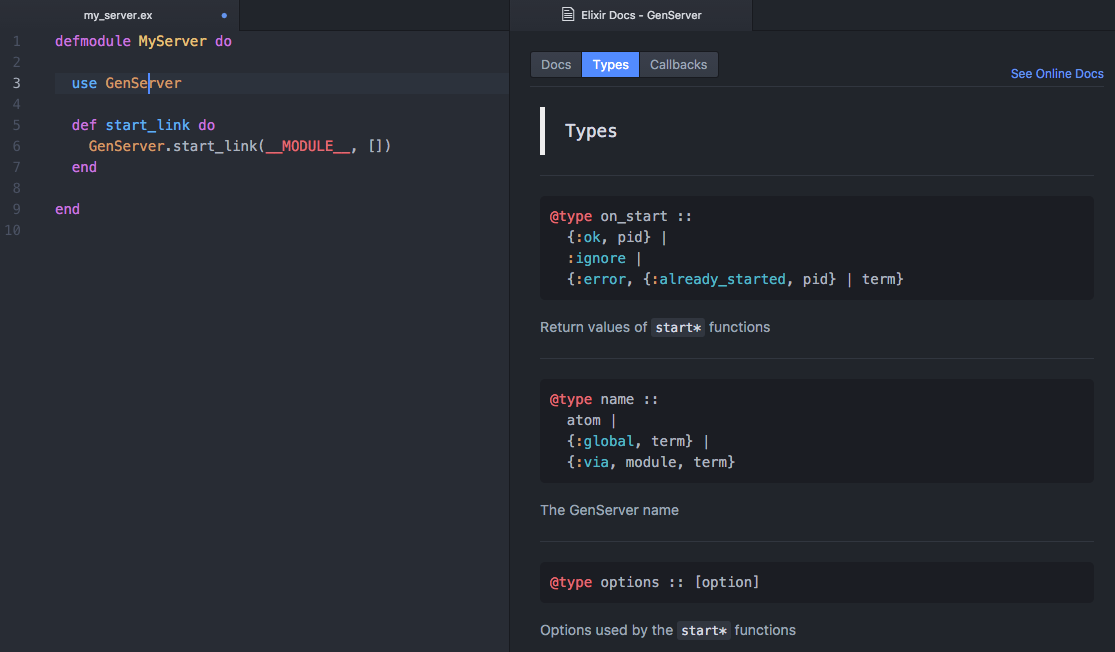 my_server.ex
1 defmodule MyServer do
2
3   use GenServer
4
5   def start_link do
6     GenServer.start_link(__MODULE__, [])
7   end
8
9 end
10
Elixir Docs - GenServer
Docs Types Callbacks
See Online Docs
Types
@type on_start ::
  {:ok, pid} |
  :ignore |
  {:error, {:already_started, pid} | term}
Return values of start* functions
@type name ::
  atom |
  {:global, term} |
  {:via, module, term}
The GenServer name
@type options :: [option]
Options used by the start* functions